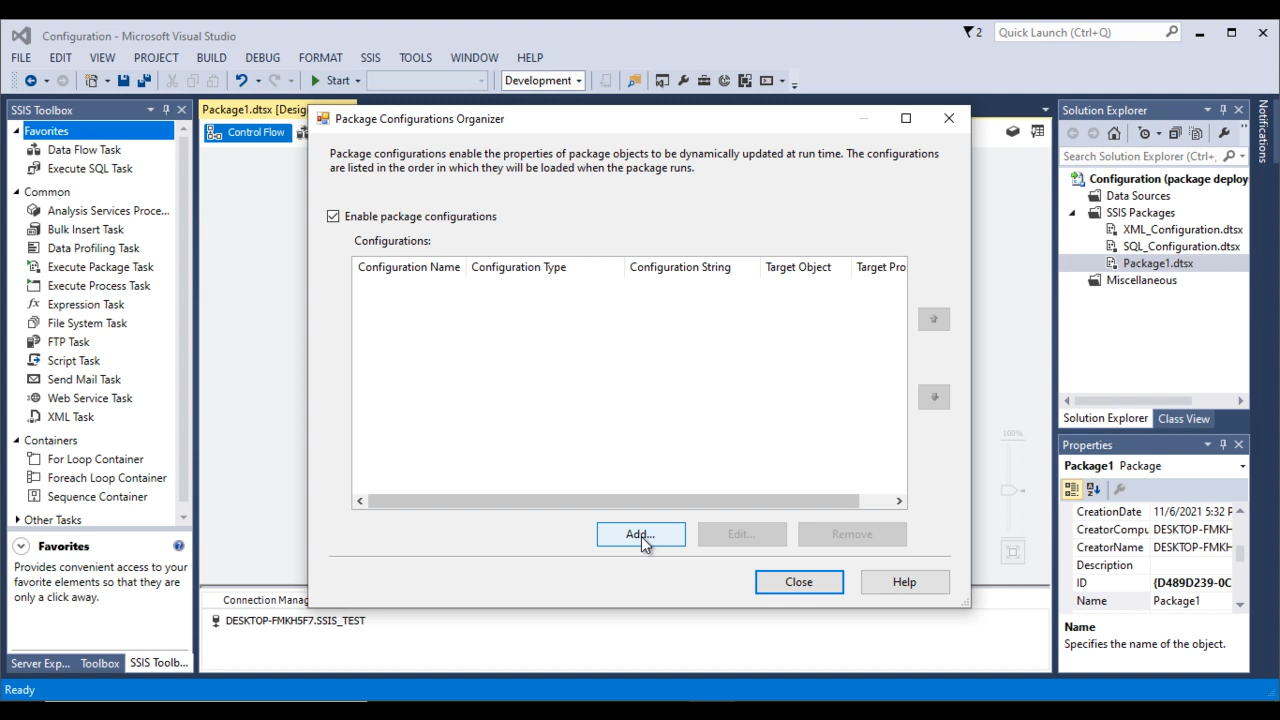 Configuration - Microsoft Visual Studio
2
Quick Launch (Ctrl+Q)
FILE EDIT VIEW PROJECT BUILD DEBUG FORMAT SSIS TOOLS WINDOW HELP
Start
Development
SSIS Toolbox
Favorites
Data Flow Task
Execute SQL Task
Common
Analysis Services Proce...
Bulk Insert Task
Data Profiling Task
Execute Package Task
Execute Process Task
Expression Task
File System Task
FTP Task
Script Task
Send Mail Task
Web Service Task
XML Task
Containers
For Loop Container
Foreach Loop Container
Sequence Container
Other Tasks
Favorites
Provides convenient access to your
favorite elements so that they are
only a click away.
Server Exp... Toolbox SSIS Toolb...
Package1.dtsx [Desig
Control Flow
Package Configurations Organizer
Package configurations enable the properties of package objects to be dynamically updated at run time. The configurations
are listed in the order in which they will be loaded when the package runs.
Enable package configurations
Configurations:
Configuration Name Configuration Type Configuration String Target Object Target Pro
Add... Edit... Remove
Close Help
100%
Connection Manag
DESKTOP-FMKH5F7.SSIS_TEST
Solution Explorer
Search Solution Explorer (Ctrl+;
Configuration (package deploy
Data Sources
SSIS Packages
XML_Configuration.dtsx
SQL_Configuration.dtsx
Package1.dtsx
Miscellaneous
Solution Explorer Class View
Properties
Package1 Package
CreationDate 11/6/2021 5:32 P
CreatorCompu DESKTOP-FMKH
CreatorName DESKTOP-FMKH
Description
ID {D489D239-0C
Name Package1
Name
Specifies the name of the object.
Notifications
Ready